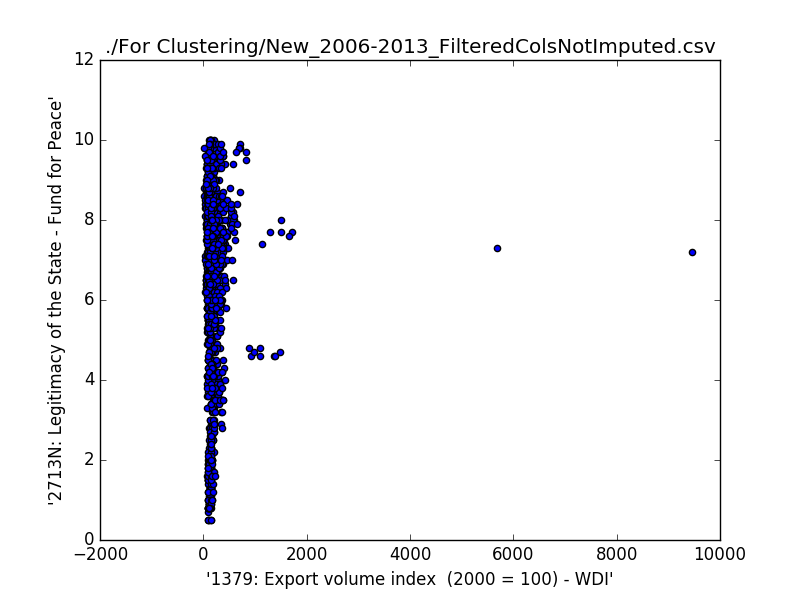 ./For Clustering/New_2006-2013_FilteredColsNotImputed.csv
12
10
8
6
4
2
0
'2713N: Legitimacy of the State - Fund for Peace'
−2000 0 2000 4000 6000 8000 10000
'1379: Export volume index  (2000 = 100) - WDI'